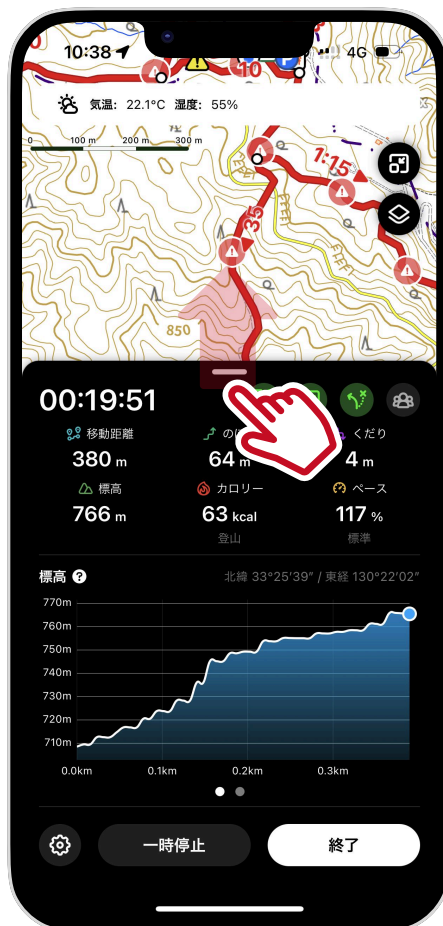 10:38
4G
気温: 22.1°C 湿度: 55%
0 100 m 200 m 300 m
1:15
35
850
00:19:51
移動距離 くだり
380 m 64 m 4 m
標高 カロリー ペース
766 m 63 kcal 117 %
登山 標準
標高 北緯 33°25'39" / 東経 130°22'02"
770m
760m
750m
740m
730m
720m
710m
0.0km 0.1km 0.2km 0.3km
一時停止 終了